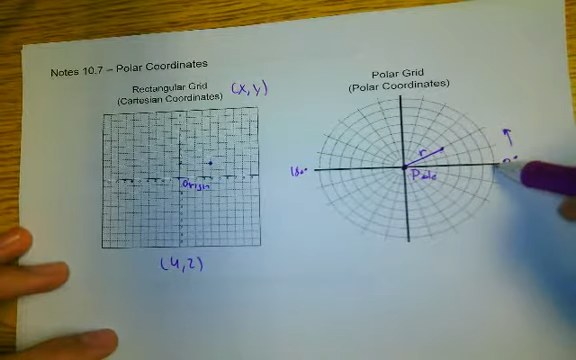 Notes 10.7 – Polar Coordinates
Rectangular Grid
(Cartesian Coordinates)
(x,y)
Origin
(4,2)
Polar Grid
(Polar Coordinates)
r
Pole
180°
0°